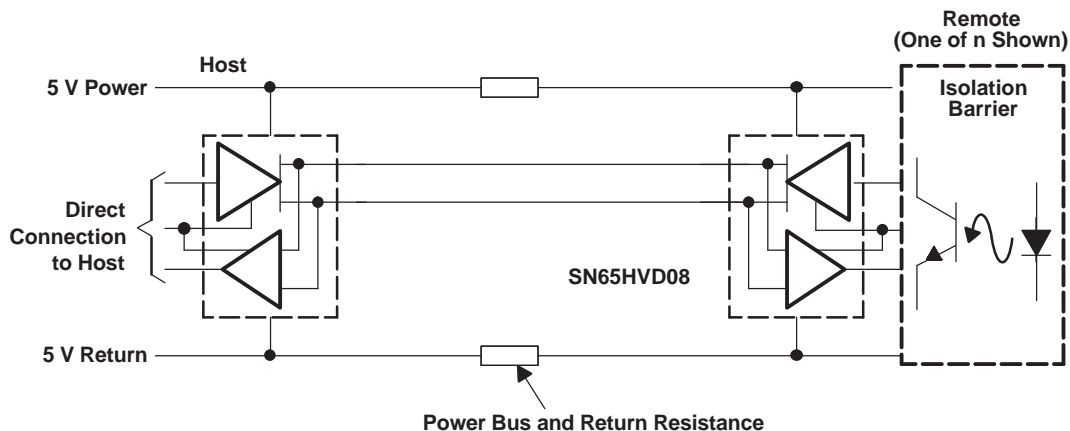 Remote
(One of n Shown)
Host
5 V Power
Isolation
Barrier
Direct
Connection
to Host
SN65HVD08
5 V Return
Power Bus and Return Resistance